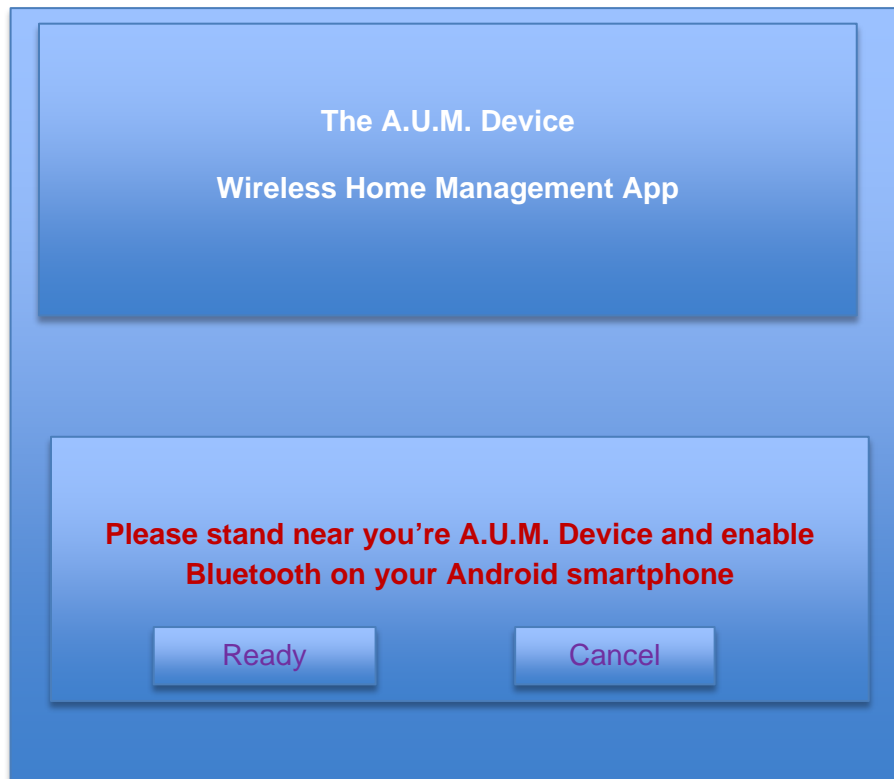 The A.U.M. Device
Wireless Home Management App
Please stand near you’re A.U.M. Device and enable
Bluetooth on your Android smartphone
Ready
Cancel